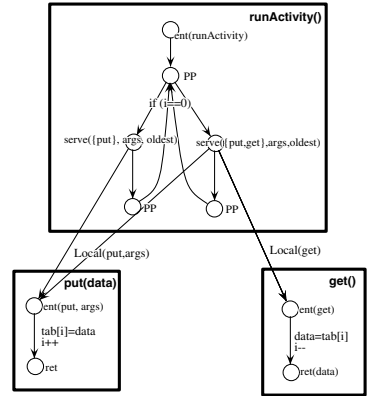 runActivity()
ent(runActivity)
PP
if (i==0)
serve({put}, args, oldest)
serve({put,get},args,oldest)
PP
PP
Local(put,args)
Local(get)
put(data)
get()
ent(put, args)
ent(get)
tab[i]=data
i++
data=tab[i]
i--
ret
ret(data)